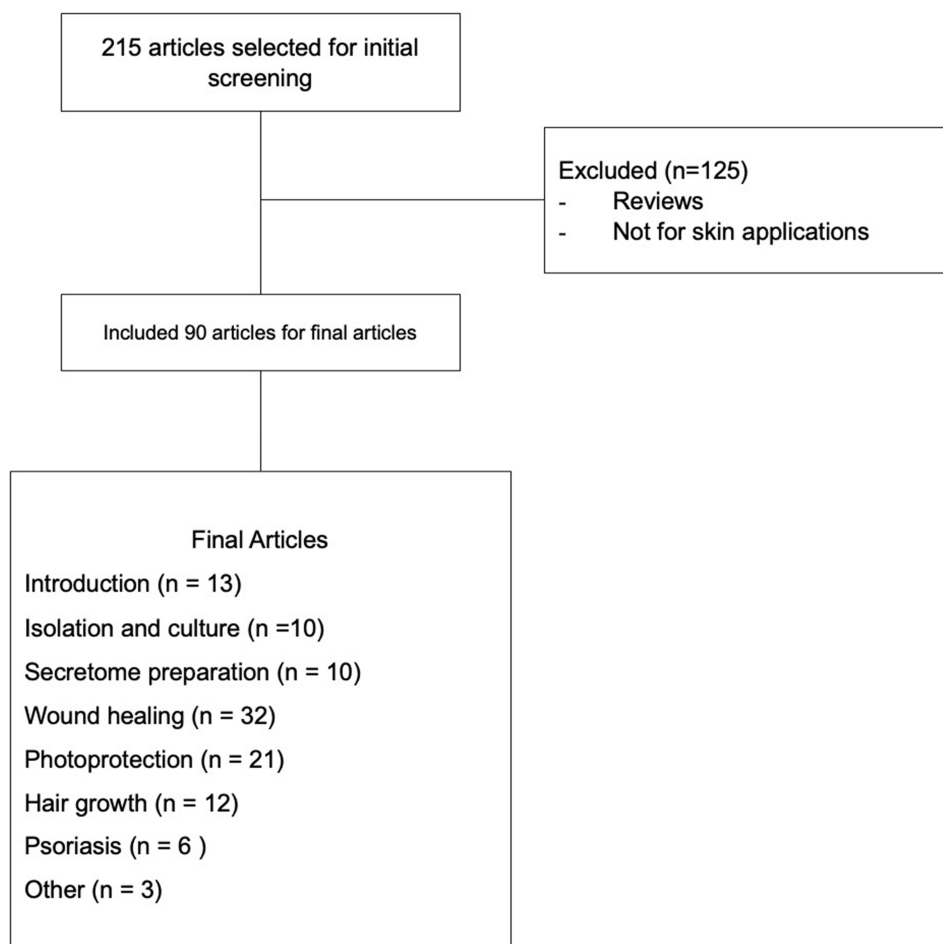 215 articles selected for initial
screening
Excluded (n=125)
- Reviews
- Not for skin applications
Included 90 articles for final articles
Final Articles
Introduction (n = 13)
Isolation and culture (n =10)
Secretome preparation (n = 10)
Wound healing (n = 32)
Photoprotection (n = 21)
Hair growth (n = 12)
Psoriasis (n = 6 )
Other (n = 3)